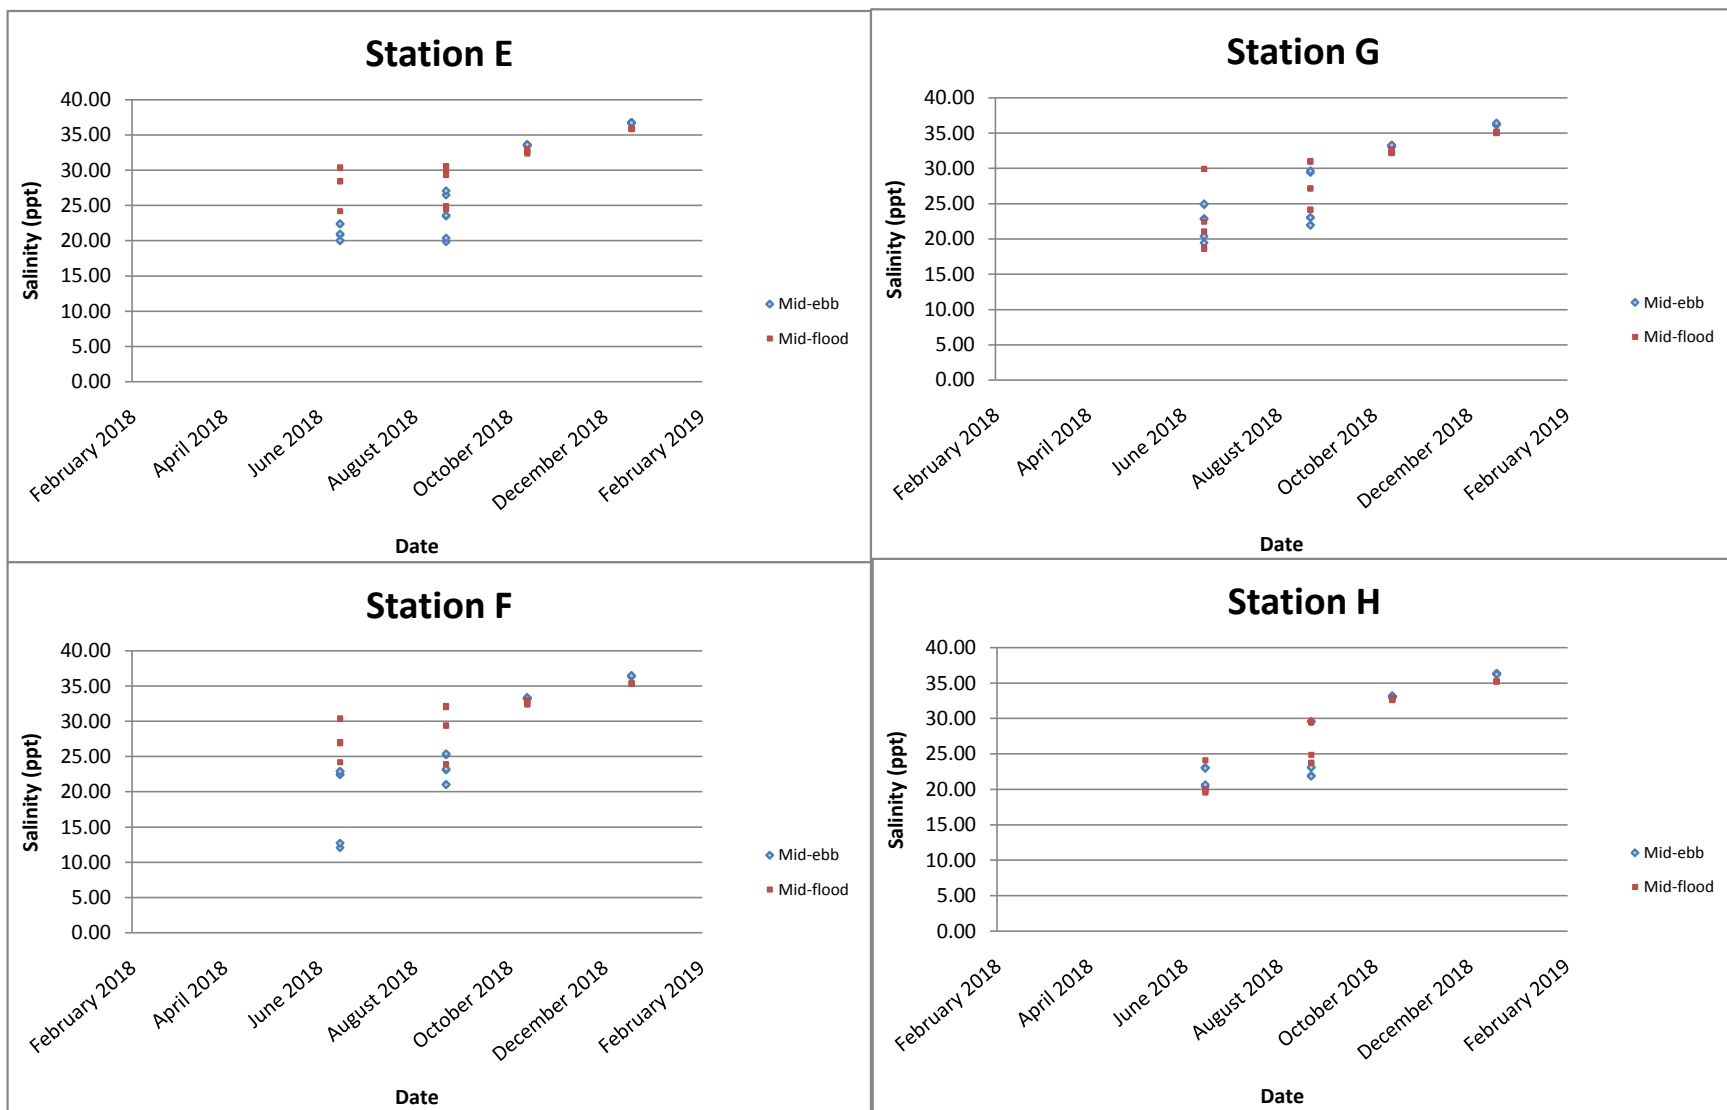 Station E
40.00
35.00
30.00
25.00
20.00
15.00
10.00
5.00
0.00
Salinity (ppt)
February 2018
April 2018
June 2018
August 2018
October 2018
December 2018
February 2019
Date
Mid-ebb
Mid-flood
Station G
40.00
35.00
30.00
25.00
20.00
15.00
10.00
5.00
0.00
Salinity (ppt)
February 2018
April 2018
June 2018
August 2018
October 2018
December 2018
February 2019
Date
Mid-ebb
Mid-flood
Station F
40.00
35.00
30.00
25.00
20.00
15.00
10.00
5.00
0.00
Salinity (ppt)
February 2018
April 2018
June 2018
August 2018
October 2018
December 2018
February 2019
Date
Mid-ebb
Mid-flood
Station H
40.00
35.00
30.00
25.00
20.00
15.00
10.00
5.00
0.00
Salinity (ppt)
February 2018
April 2018
June 2018
August 2018
October 2018
December 2018
February 2019
Date
Mid-ebb
Mid-flood